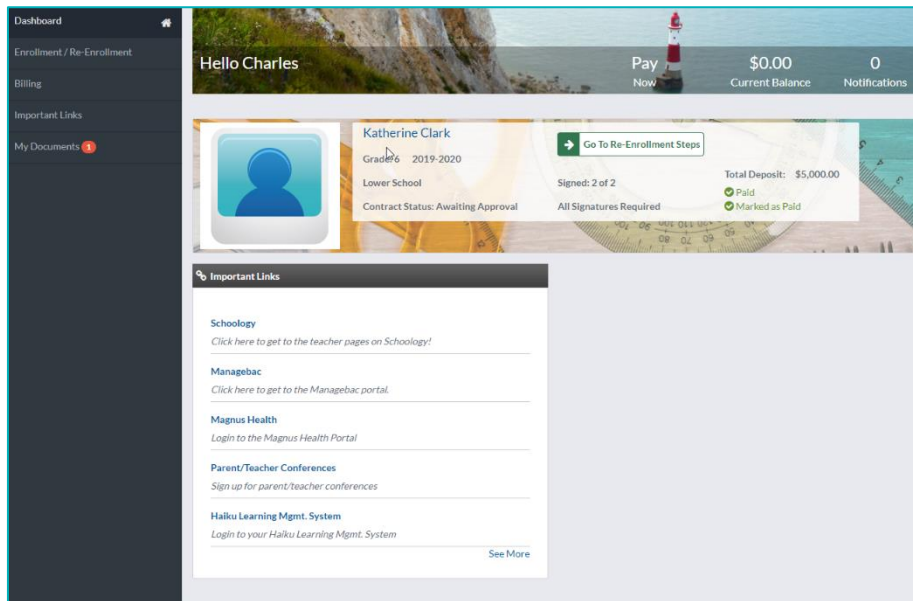 Dashboard
Enrollment / Re-Enrollment
Billing
Important Links
My Documents 1
Hello Charles
Pay
Now
$0.00
Current Balance
0
Notifications
Katherine Clark
Grade 6 2019-2020
Lower School
Contract Status: Awaiting Approval
Go To Re-Enrollment Steps
Signed: 2 of 2
All Signatures Required
Total Deposit: $5,000.00
Paid
Marked as Paid
Important Links
Schoology
Click here to get to the teacher pages on Schoology!
Managebac
Click here to get to the Managebac portal.
Magnus Health
Login to the Magnus Health Portal
Parent/Teacher Conferences
Sign up for parent/teacher conferences
Haiku Learning Mgmt. System
Login to your Haiku Learning Mgmt. System
See More